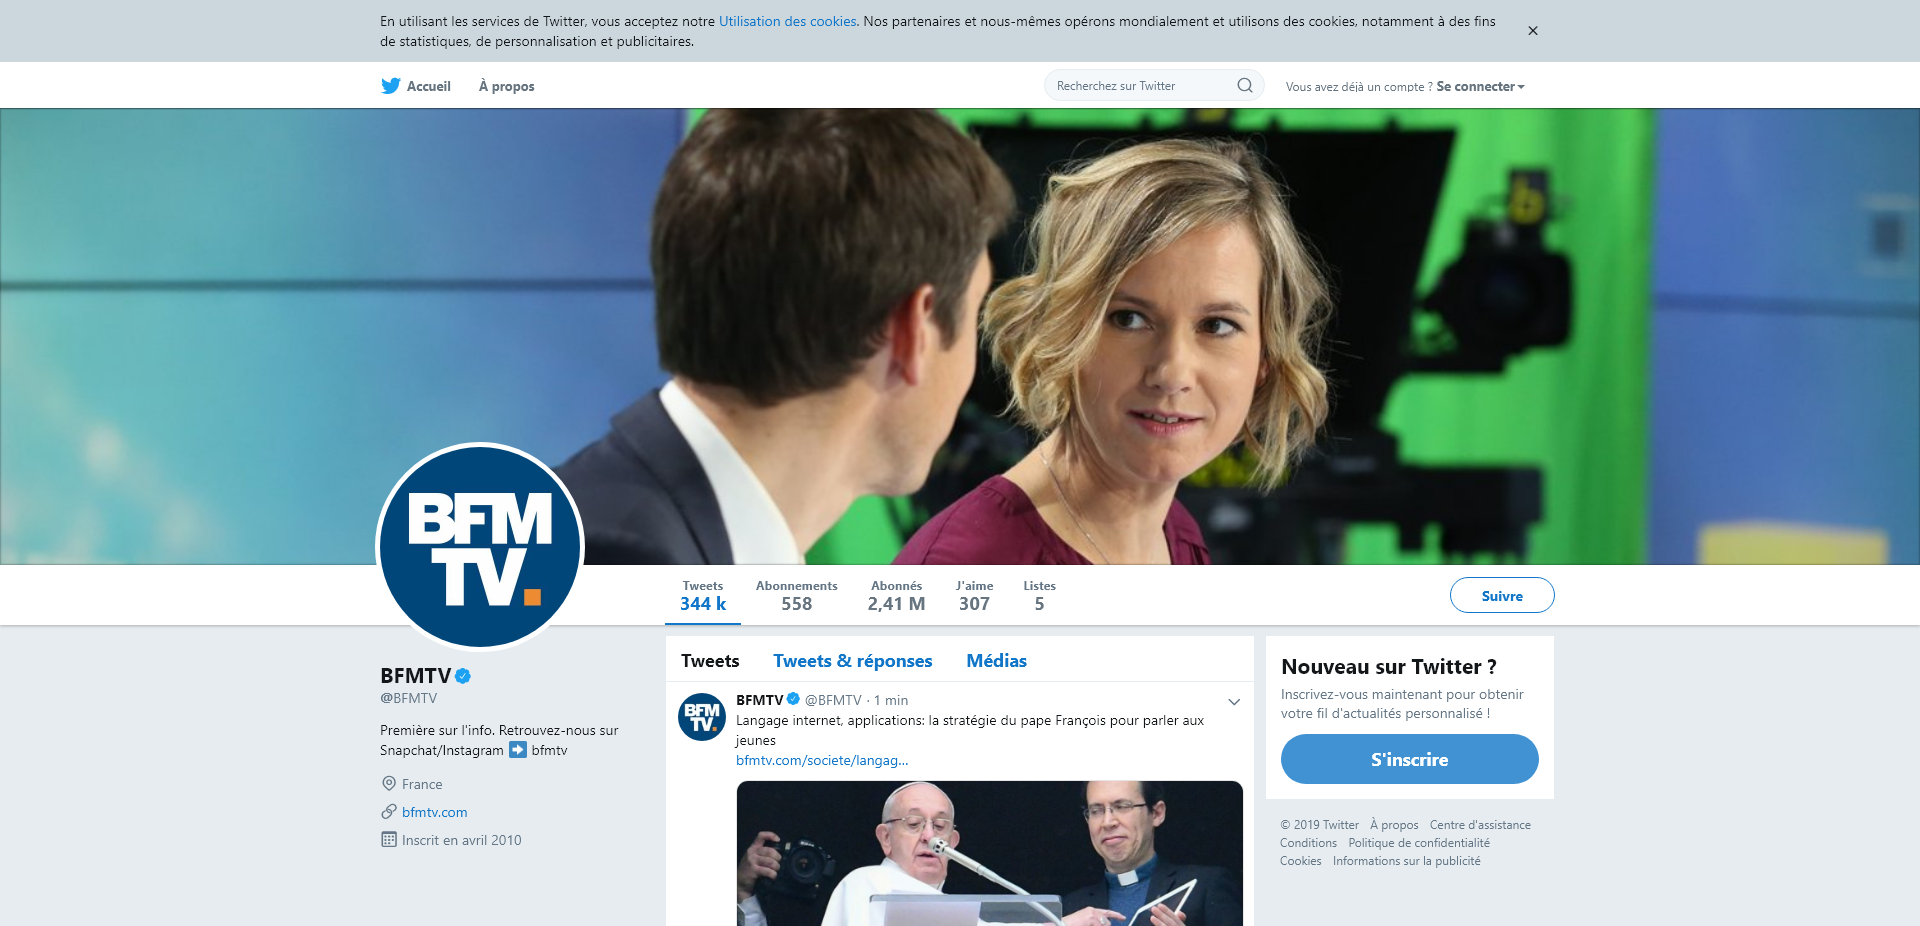 En utilisant les services de Twitter, vous acceptez notre Utilisation des cookies. Nos partenaires et nous-mêmes opérons mondialement et utilisons des cookies, notamment à des fins
de statistiques, de personnalisation et publicitaires.
×
Accueil À propos
Recherchez sur Twitter
Vous avez déjà un compte ? Se connecter
BFM
TV.
Tweets Abonnements Abonnés J'aime Listes
344 k 558 2,41 M 307 5
Suivre
BFMTV
@BFMTV
Première sur l'info. Retrouvez-nous sur
Snapchat/Instagram ➡ bfmtv
France
bfmtv.com
Inscrit en avril 2010
Tweets Tweets & réponses Médias
BFM
TV.
BFMTV @BFMTV · 1 min
Langage internet, applications: la stratégie du pape François pour parler aux
jeunes
bfmtv.com/societe/langag...
Nouveau sur Twitter ?
Inscrivez-vous maintenant pour obtenir
votre fil d'actualités personnalisé !
S'inscrire
© 2019 Twitter À propos Centre d'assistance
Conditions Politique de confidentialité
Cookies Informations sur la publicité